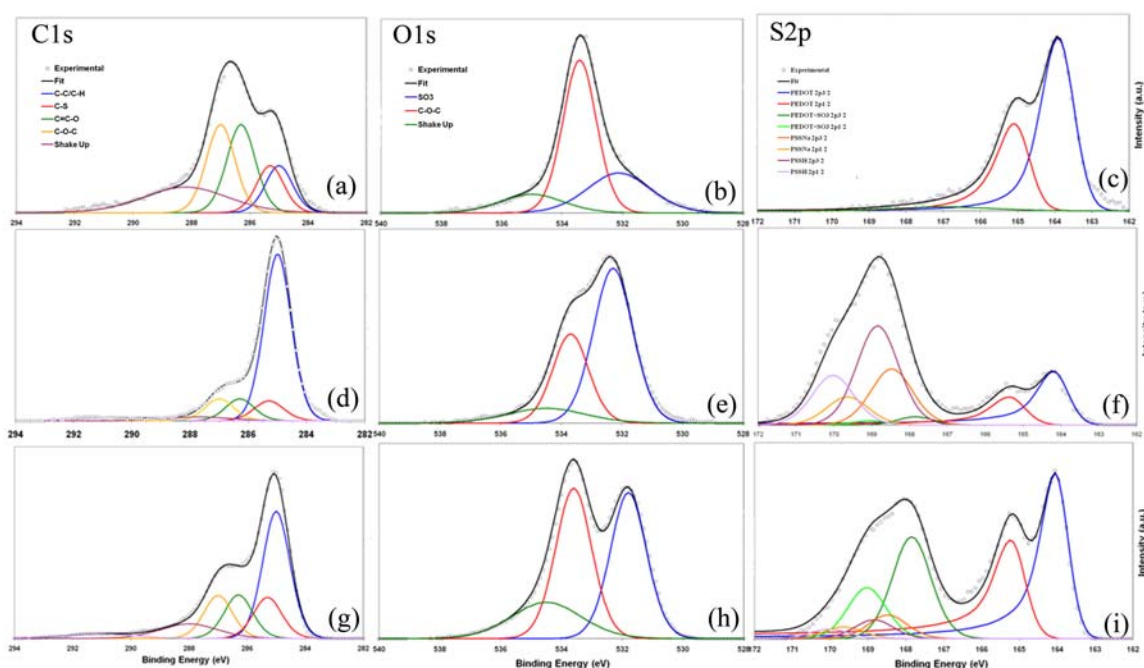 C1s
Experimental
Fit
C-C/C-H
C-S
C=C-O
C-O-C
Shake Up
(a)
294 292 290 288 286 284 282
O1s
Experimental
Fit
SO3
C-O-C
Shake Up
(b)
540 536 534 532 530 528
S2p
Experimental
Fit
PEDOT 2p3 2
PEDOT 2p1 2
PEDOT+SO3 2p3 2
PEDOT+SO3 2p1 2
PSSNa 2p3 2
PSSNa 2p1 2
PSSH 2p3 2
PSSH 2p1 2
(c)
Intensity (a.u.)
172 171 170 169 168 166 165 164 163 162
(d)
294 292 290 288 286 284 282
(e)
540 536 534 532 530 528
(f)
172 171 170 169 168 166 165 164 163 162
(g)
294 292 290 288 286 284 282
Binding Energy (eV)
(h)
540 536 534 532 530 528
Binding Energy (eV)
(i)
Intensity (a.u.)
171 170 169 168 166 165 164 163 162
Binding Energy (eV)